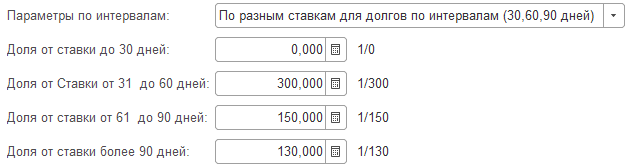 Параметры по интервалам: По разным ставкам для долгов по интервалам (30,60,90 дней)
Доля от ставки до 30 дней: 0,000 1/0
Доля от Ставки от 31  до 60 дней: 300,000 1/300
Доля от ставки от 61  до 90 дней: 150,000 1/150
Доля от ставки более 90 дней: 130,000 1/130